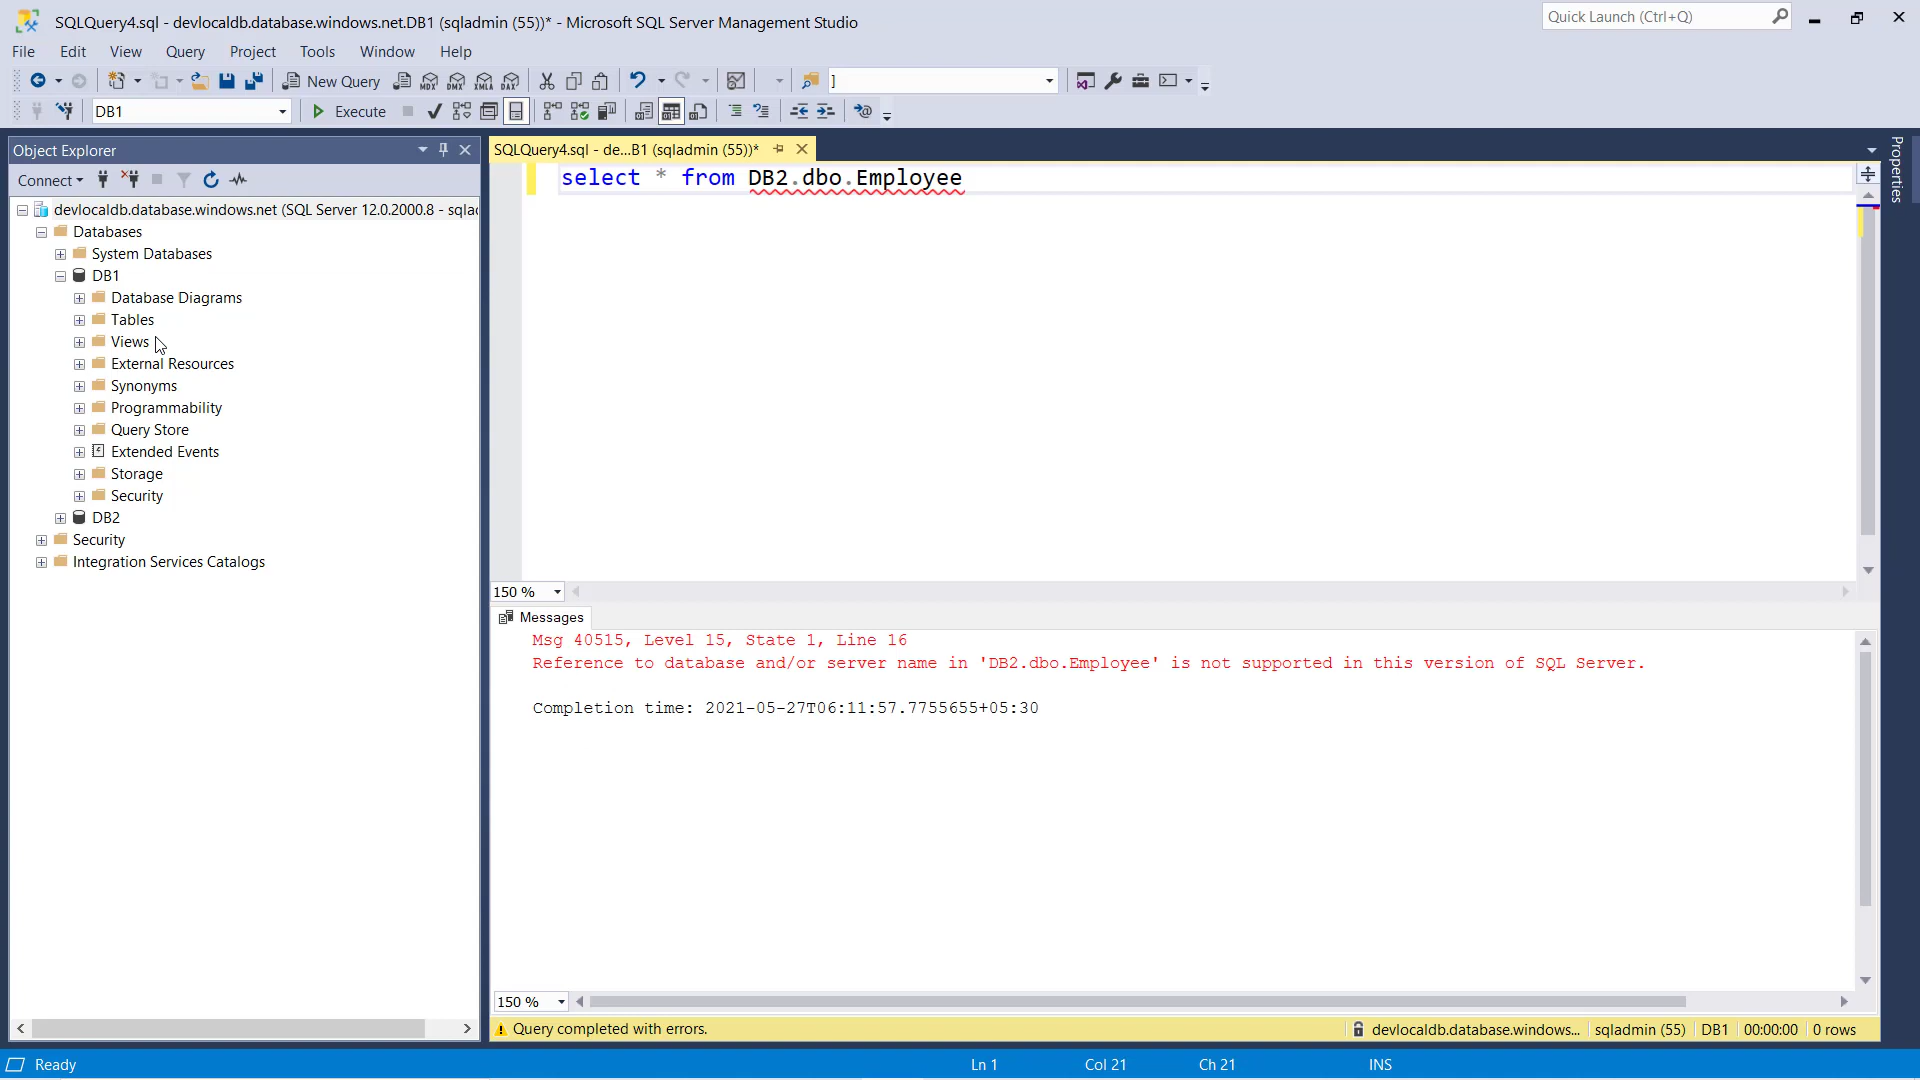 SQLQuery4.sql - devlocaldb.database.windows.net.DB1 (sqladmin (55))* - Microsoft SQL Server Management Studio
Quick Launch (Ctrl+Q)
File Edit View Query Project Tools Window Help
New Query
MDX DMX XMLA DAX
]
DB1
Execute
Object Explorer
Connect
devlocaldb.database.windows.net (SQL Server 12.0.2000.8 - sqla
Databases
System Databases
DB1
Database Diagrams
Tables
Views
External Resources
Synonyms
Programmability
Query Store
Extended Events
Storage
Security
DB2
Security
Integration Services Catalogs
SQLQuery4.sql - de...B1 (sqladmin (55))*
select * from DB2.dbo.Employee
150 %
Messages
Msg 40515, Level 15, State 1, Line 16
Reference to database and/or server name in 'DB2.dbo.Employee' is not supported in this version of SQL Server.
Completion time: 2021-05-27T06:11:57.7755655+05:30
150 %
Query completed with errors.
devlocaldb.database.windows... sqladmin (55) DB1 00:00:00 0 rows
Properties
Ready
Ln 1 Col 21 Ch 21 INS